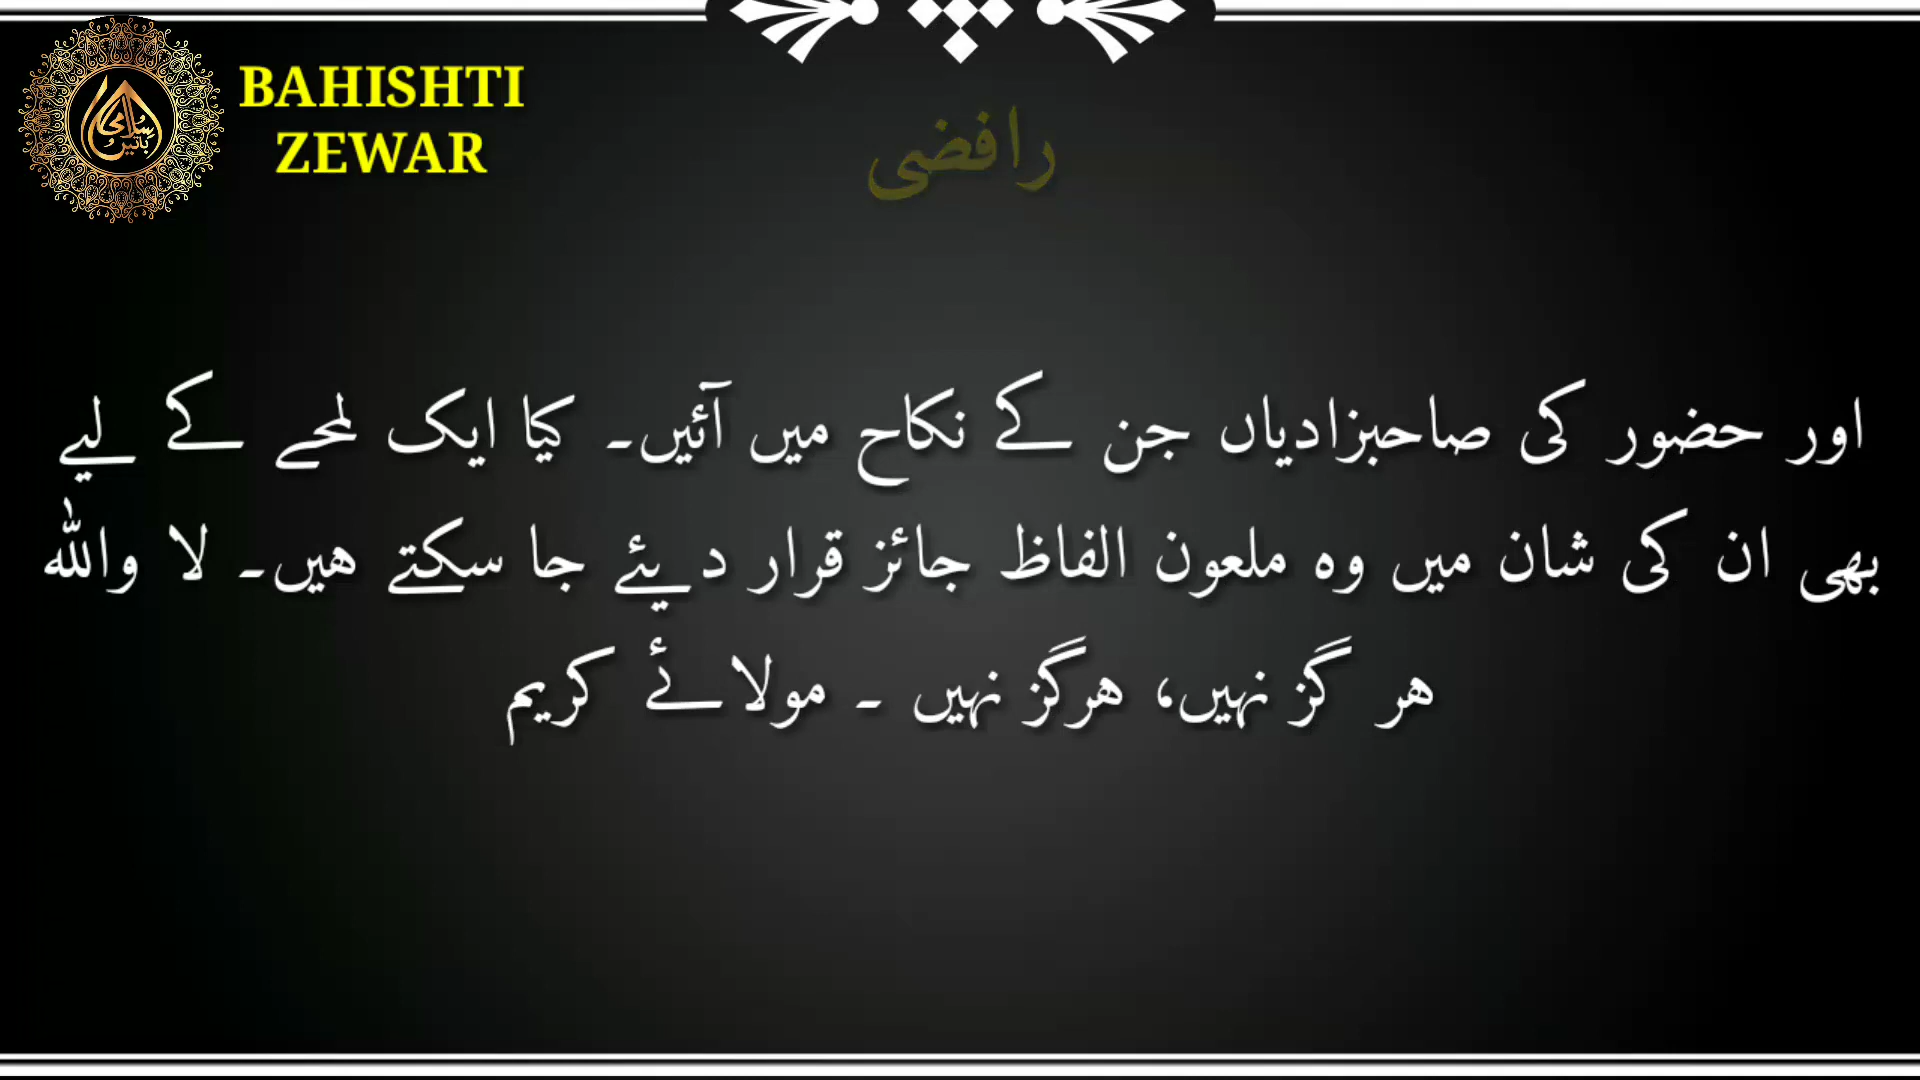 BAHISHTI
ZEWAR
رافضی
اور حضور کی صاحبزادیاں جن کے نکاح میں آئیں۔ کیا ایک لمحے کے لیے
بھی ان کی شان میں وہ ملعون الفاظ جائز قرار دیئے جا سکتے ھیں۔ لا واللہ
ھر گز نہیں، ھرگز نہیں ۔ مولائے کریم